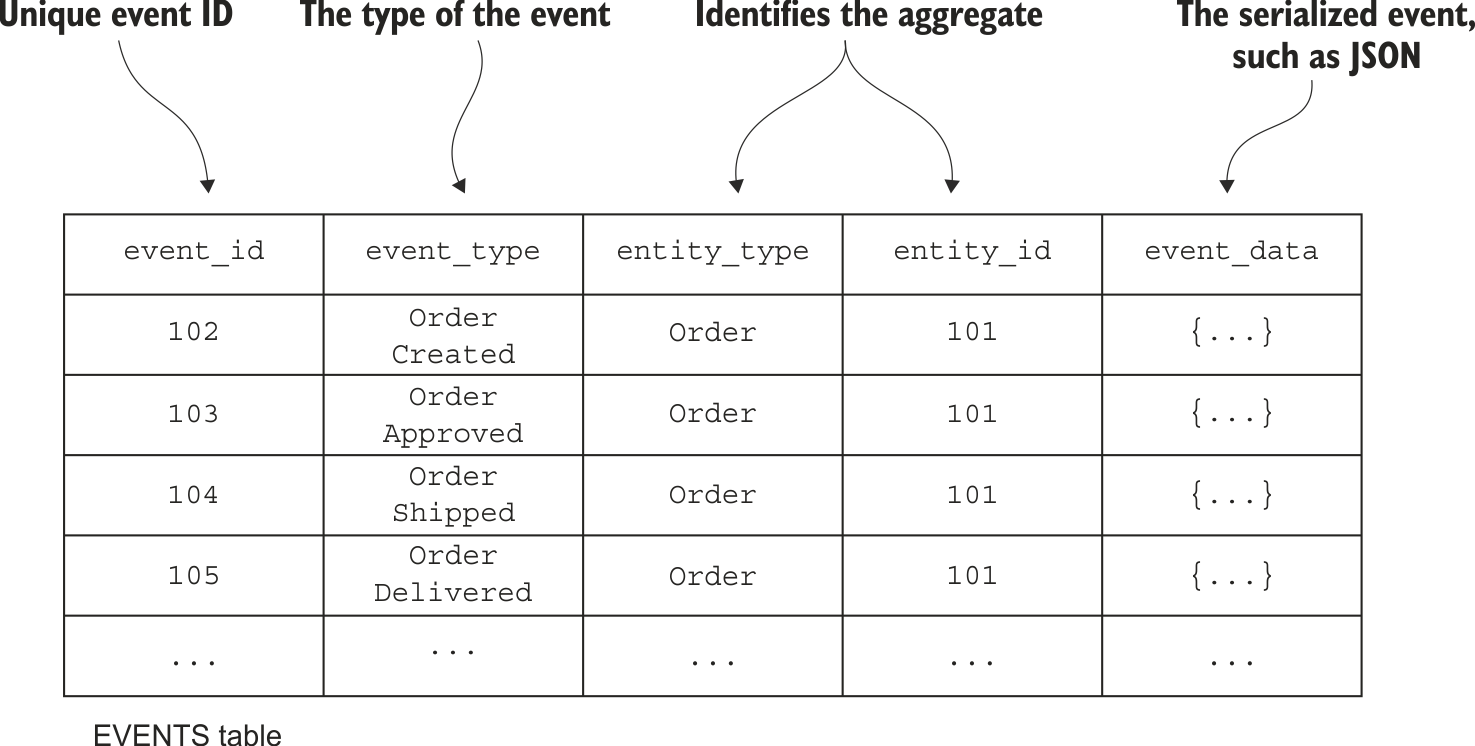 Unique event ID The type of the event Identifies the aggregate The serialized event,
such as JSON
event_id event_type entity_type entity_id event_data
102 Order Created Order 101 {...}
103 Order Approved Order 101 {...}
104 Order Shipped Order 101 {...}
105 Order Delivered Order 101 {...}
... ... ... ... ...
EVENTS table